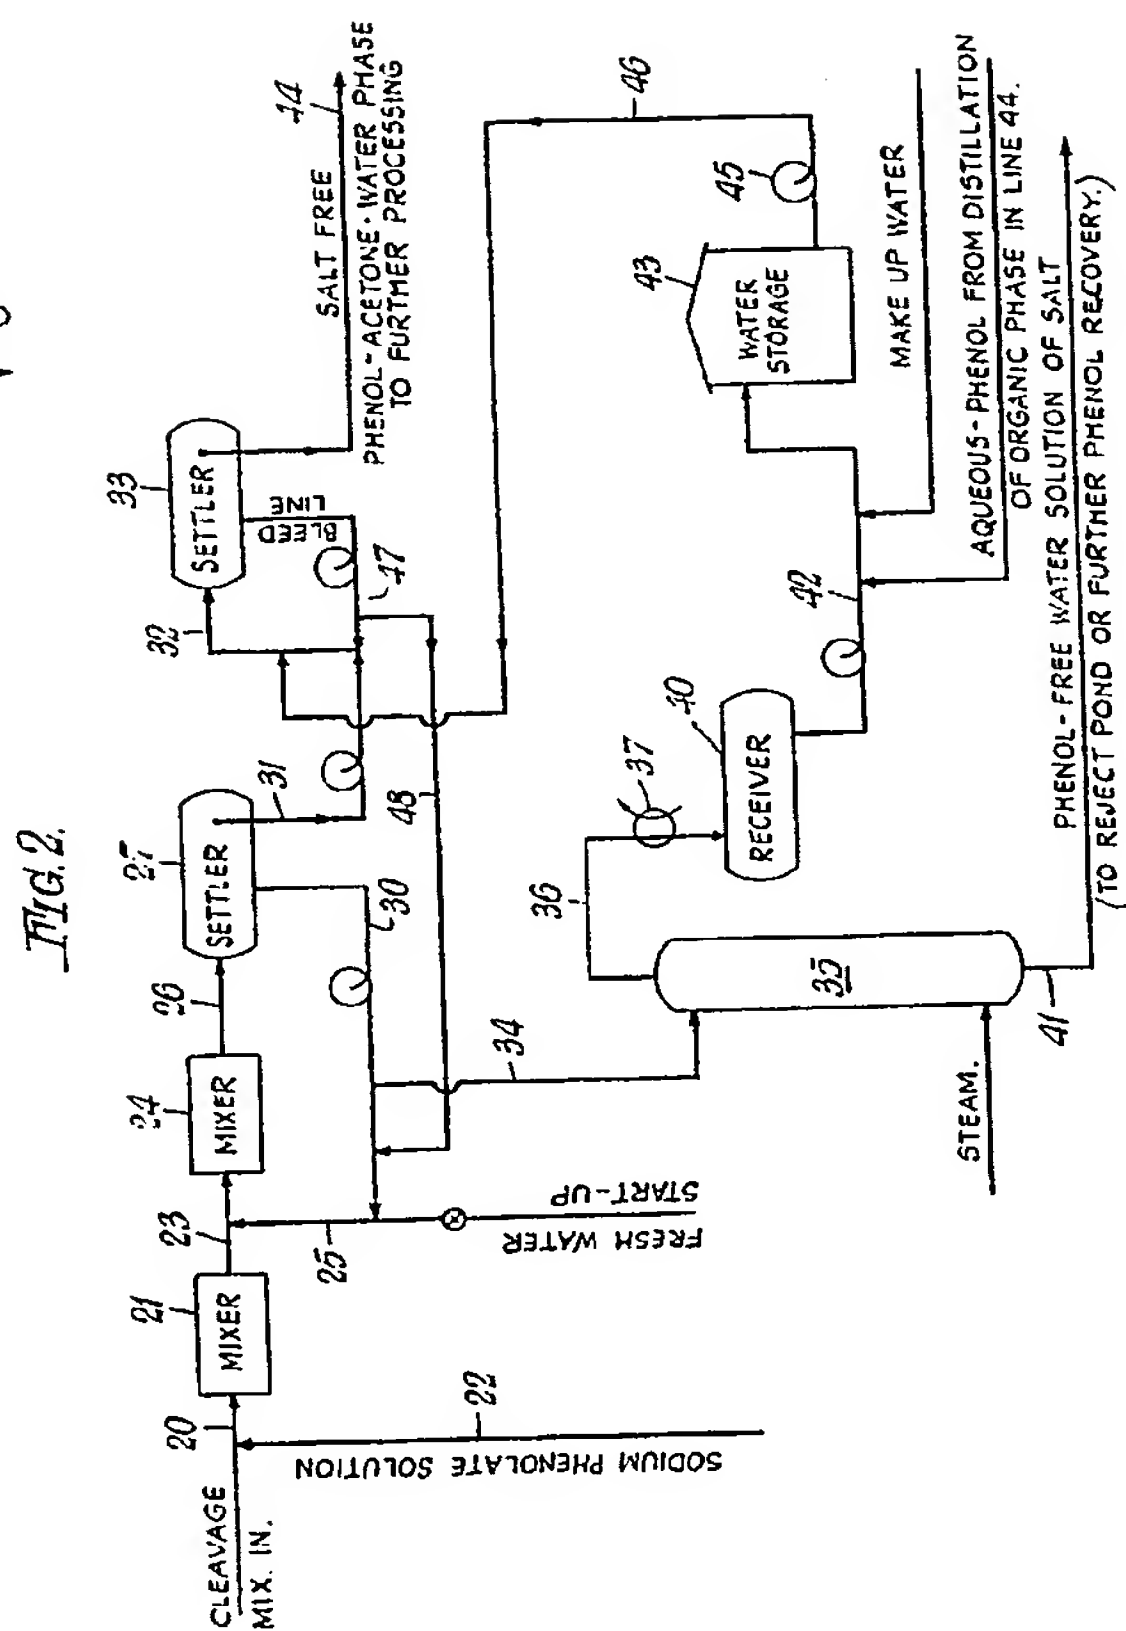 FIG. 2.
CLEAVAGE
MIX. IN.
20
SODIUM PHENOLATE SOLUTION
22
21
MIXER
23
FRESH WATER
START-UP
25
24
MIXER
26
27
SETTLER
30
31
32
33
SETTLER
BLEED
LINE
47
48
34
SALT FREE
44
PHENOL-ACETONE-WATER PHASE
TO FURTHER PROCESSING
STEAM.
35
36
37
40
RECEIVER
41
42
43
WATER
STORAGE
45
46
MAKE UP WATER
AQUEOUS-PHENOL FROM DISTILLATION
OF ORGANIC PHASE IN LINE 44.
PHENOL-FREE WATER SOLUTION OF SALT
(TO REJECT POND OR FURTHER PHENOL RECOVERY.)